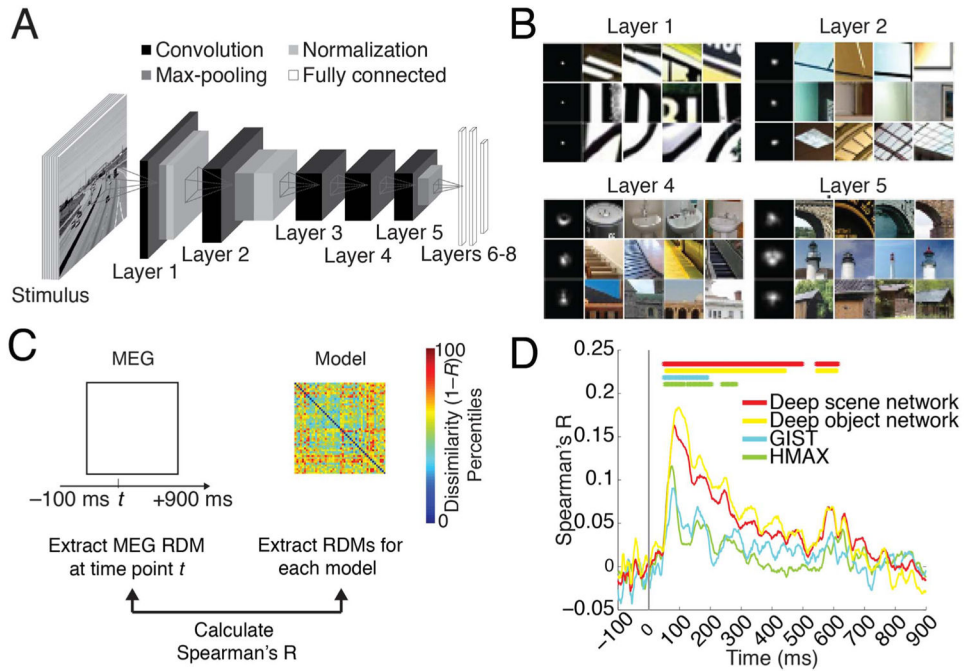 A
Convolution
Normalization
Max-pooling
Fully connected
Layer 1
Layer 2
Layer 3
Layer 4
Layer 5
Layers 6-8
Stimulus
B
Layer 1
Layer 2
Layer 4
Layer 5
C
MEG
Model
100
Dissimilarity (1−R)
Percentiles
0
−100 ms
t
+900 ms
Extract MEG RDM
at time point t
Extract RDMs for
each model
Calculate
Spearman's R
D
0.25
0.2
0.15
0.1
0.05
0
−0.05
Spearman's R
Deep scene network
Deep object network
GIST
HMAX
-100
0
100
200
300
400
500
600
700
800
900
Time (ms)